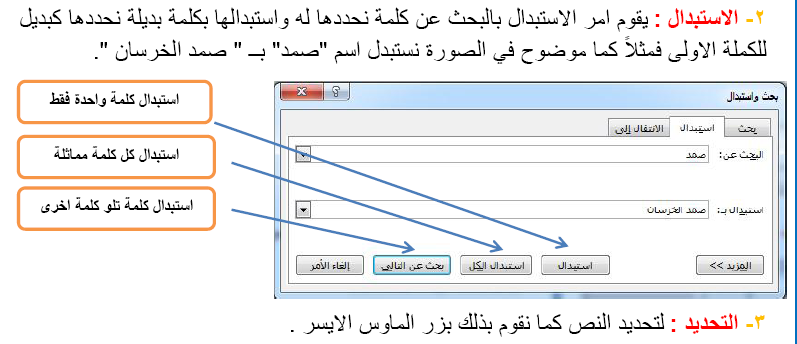 ٢- الاستبدال : يقوم امر الاستبدال بالبحث عن كلمة نحددها له واستبدالها بكلمة بديلة نحددها كبديل
للكملة الاولى فمثلاً كما موضوح في الصورة نستبدل اسم "صمد" بــ " صمد الخرسان ".
استبدال كلمة واحدة فقط
استبدال كل كلمة مماثلة
استبدال كلمة تلو كلمة اخرى
بحث واستبدال
بحث
استبدال
الانتقال إلى
البحث عن:
صمد
استبدال بـ:
صمد الخرسان
المزيد >>
استبدال
استبدال الكل
بحث عن التالي
إلغاء الأمر
٣- التحديد : لتحديد النص كما نقوم بذلك بزر الماوس الايسر .